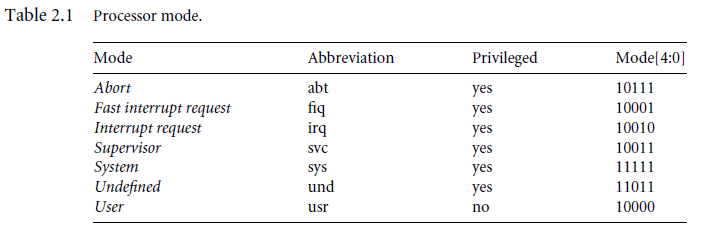 Table 2.1 Processor mode.
Mode Abbreviation Privileged Mode[4:0]
Abort abt yes 10111
Fast interrupt request fiq yes 10001
Interrupt request irq yes 10010
Supervisor svc yes 10011
System sys yes 11111
Undefined und yes 11011
User usr no 10000